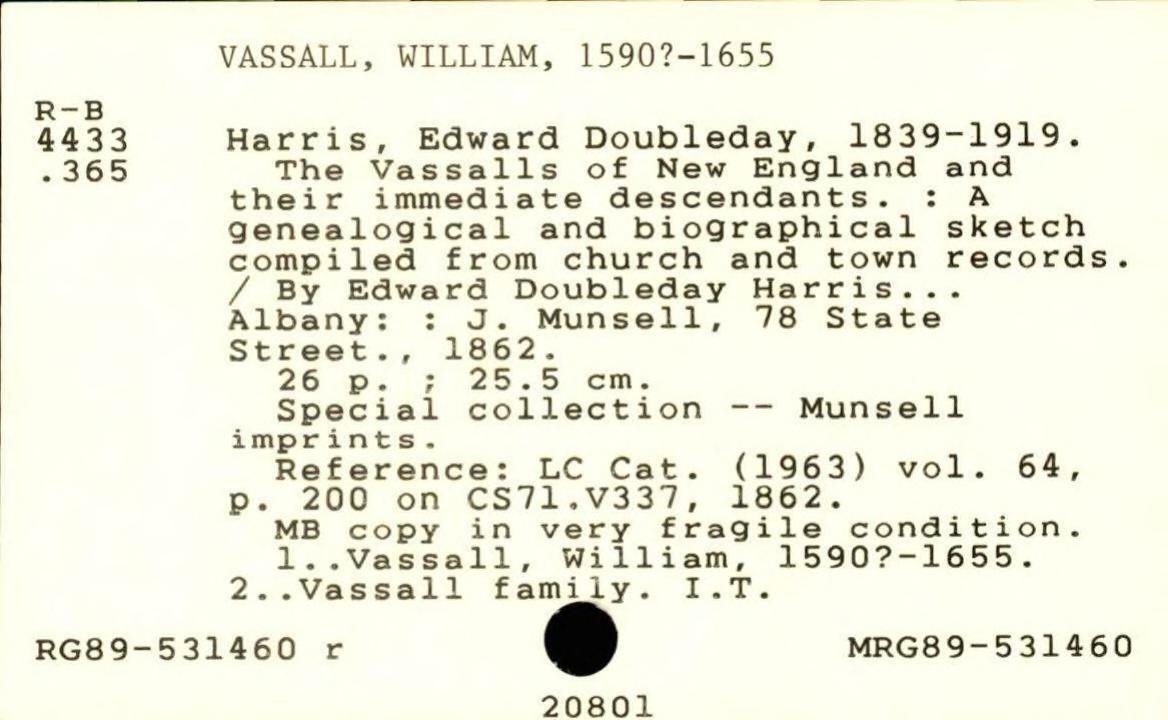 VASSALL, WILLIAM, 1590?-1655
R-B
4433 Harris, Edward Doubleday, 1839-1919.
.365 The Vassalls of New England and
their immediate descendants. : A
genealogical and biographical sketch
compiled from church and town records.
/ By Edward Doubleday Harris...
Albany: : J. Munsell, 78 State
Street., 1862.
26 p. ; 25.5 cm.
Special collection -- Munsell
imprints.
Reference: LC Cat. (1963) vol. 64,
p. 200 on CS71.V337, 1862.
MB copy in very fragile condition.
1..Vassall, William, 1590?-1655.
2..Vassall family. I.T.
RG89-531460 r MRG89-531460
20801